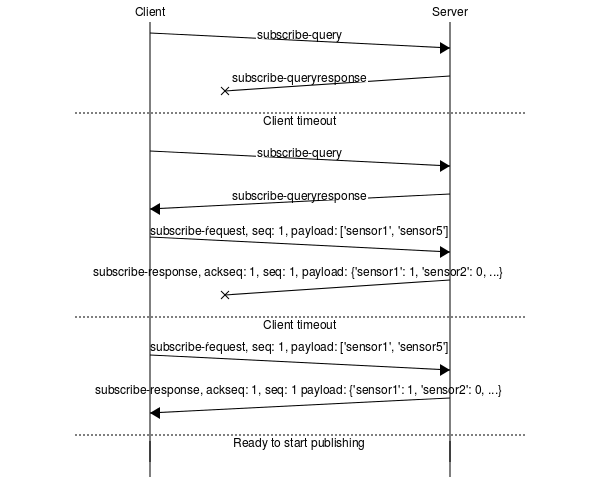 Client Server
subscribe-query
subscribe-queryresponse
Client timeout
subscribe-query
subscribe-queryresponse
subscribe-request, seq: 1, payload: ['sensor1', 'sensor5']
subscribe-response, ackseq: 1, seq: 1, payload: {'sensor1': 1, 'sensor2': 0, ...}
Client timeout
subscribe-request, seq: 1, payload: ['sensor1', 'sensor5']
subscribe-response, ackseq: 1, seq: 1 payload: {'sensor1': 1, 'sensor2': 0, ...}
Ready to start publishing